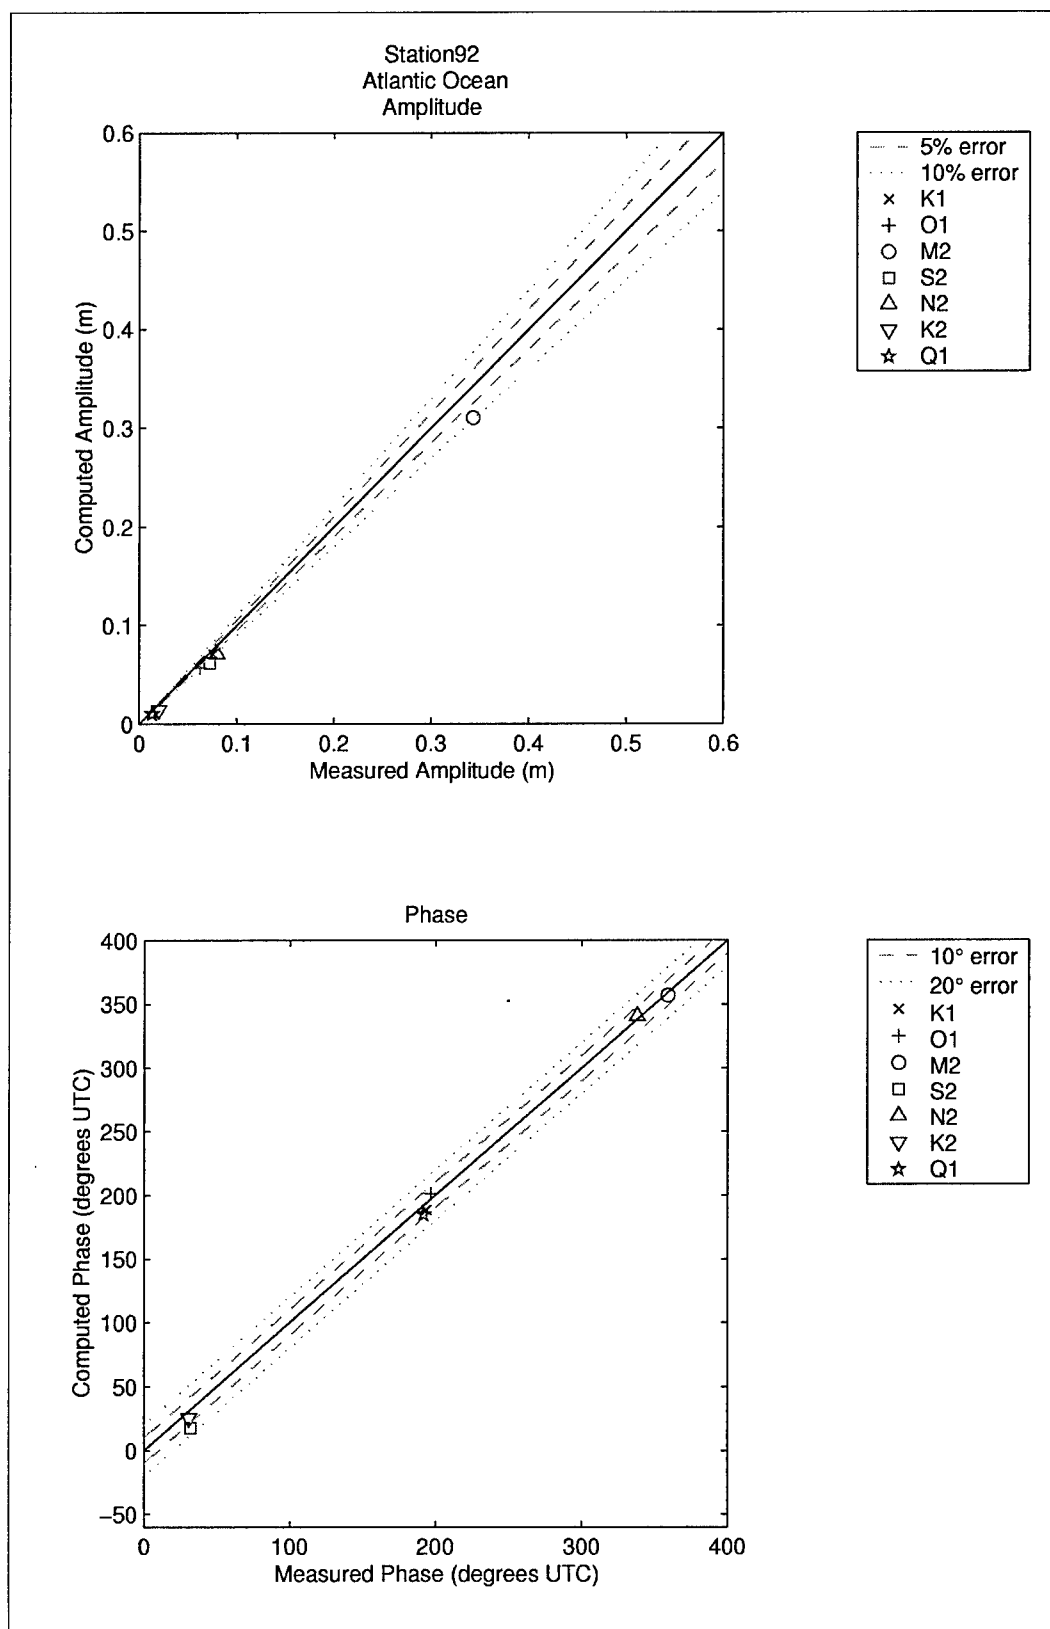 Station92
Atlantic Ocean
Amplitude
0.6
0.5
0.4
0.3
0.2
0.1
0
Computed Amplitude (m)
0 0.1 0.2 0.3 0.4 0.5 0.6
Measured Amplitude (m)
5% error
10% error
K1
O1
M2
S2
N2
K2
Q1
Phase
400
350
300
250
200
150
100
50
0
−50
Computed Phase (degrees UTC)
0 100 200 300 400
Measured Phase (degrees UTC)
10° error
20° error
K1
O1
M2
S2
N2
K2
Q1